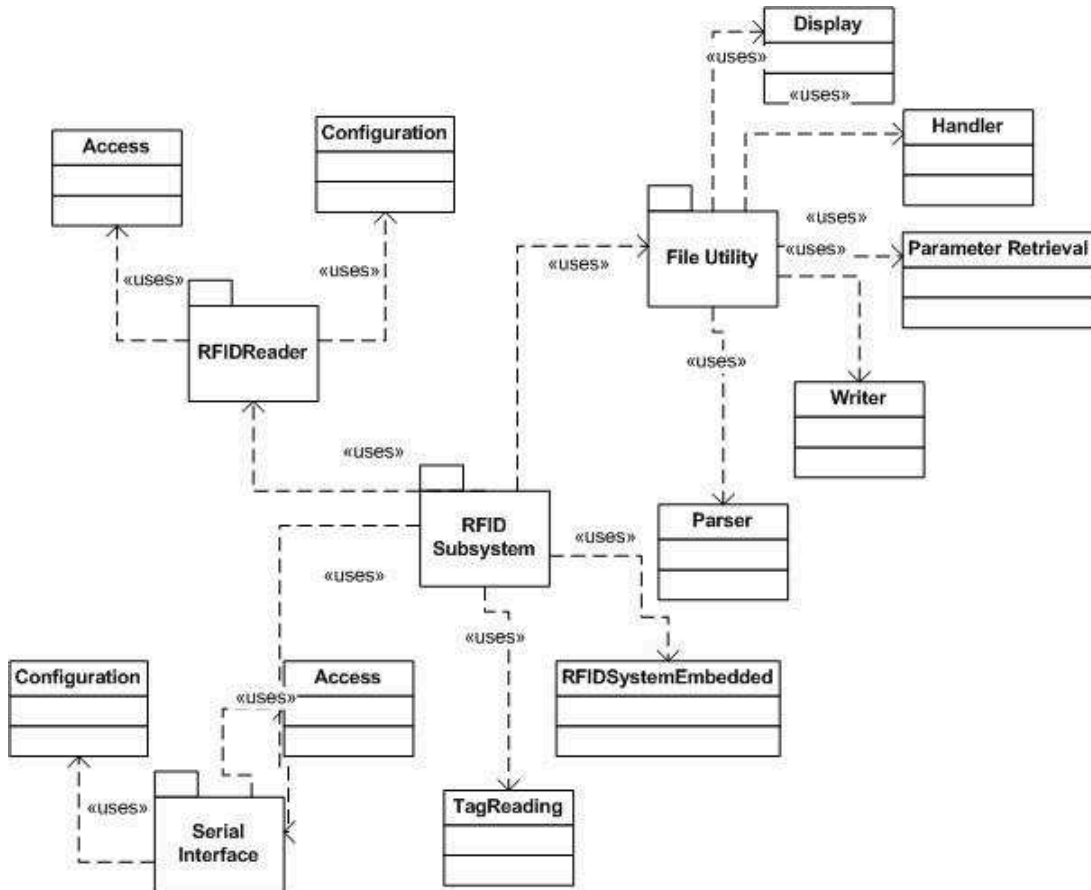 Display
«uses»
«uses»
Handler
Access
Configuration
«uses»
«uses»
Parameter Retrieval
File Utility
«uses»
«uses»
«uses»
«uses»
RFIDReader
«uses»
Writer
«uses»
RFID
Subsystem
Parser
«uses»
«uses»
«uses»
Configuration
Access
RFIDSystemEmbedded
«uses»
«uses»
TagReading
Serial
Interface